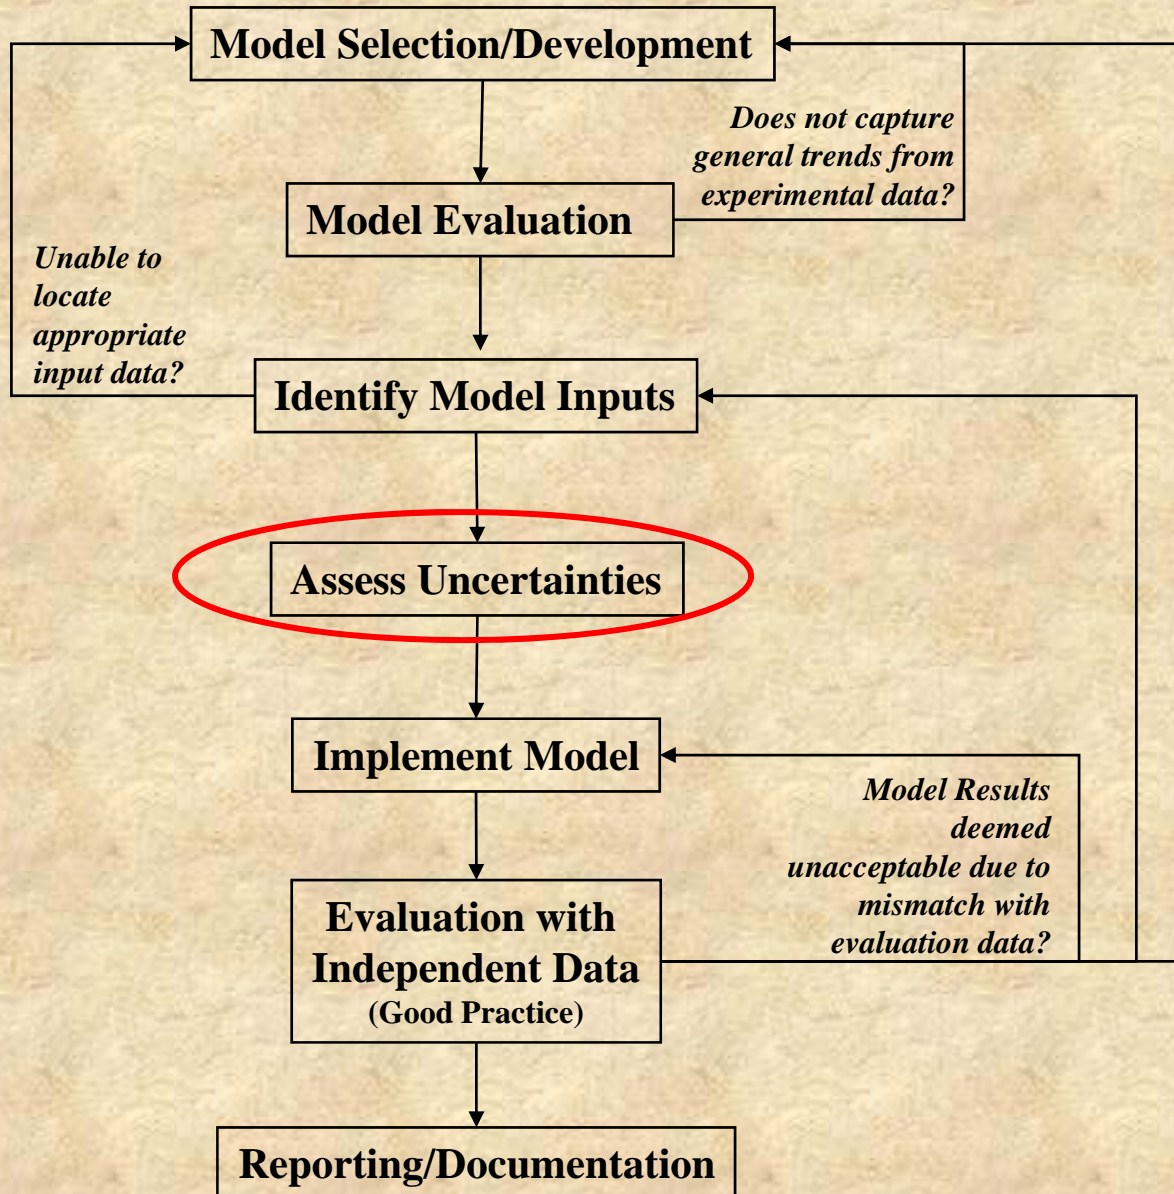 Model Selection/Development
Does not capture
general trends from
experimental data?
Model Evaluation
Unable to
locate
appropriate
input data?
Identify Model Inputs
Assess Uncertainties
Implement Model
Model Results
deemed
unacceptable due to
mismatch with
evaluation data?
Evaluation with
Independent Data
(Good Practice)
Reporting/Documentation